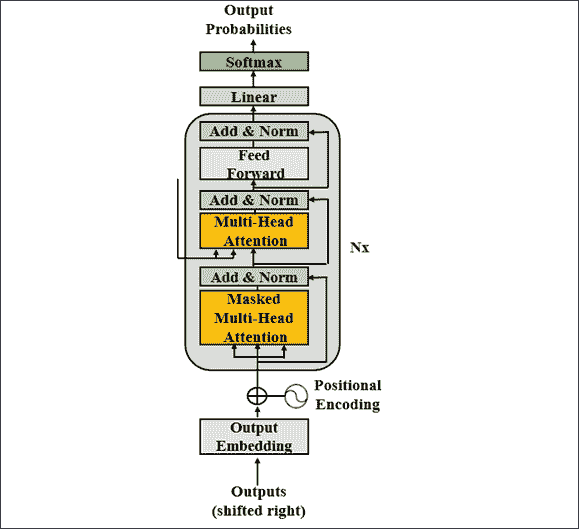 Output
Probabilities
Softmax
Linear
Add & Norm
Feed
Forward
Add & Norm
Multi-Head
Attention
Nx
Add & Norm
Masked
Multi-Head
Attention
Positional
Encoding
Output
Embedding
Outputs
(shifted right)